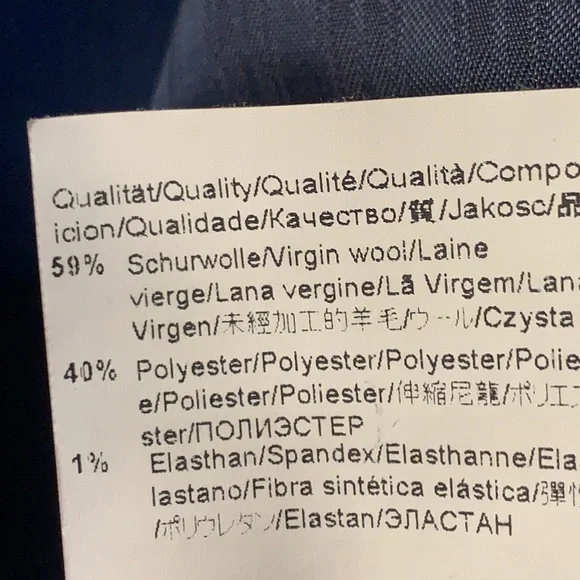 Qualität/Quality/Qualité/Qualità/Compo
icion/Qualidade/Качество/質/Jakosc/品
59% Schurwolle/Virgin wool/Laine
vierge/Lana vergine/Lã Virgem/Lana
Virgen/未經加工的羊毛/ウール/Czysta
40% Polyester/Polyester/Polyester/Polie
e/Poliester/Poliester/伸縮尼龍/ポリエス
ster/ПОЛИЭСТЕР
1% Elasthan/Spandex/Elasthanne/Ela
lastano/Fibra sintética elástica/彈性
/ポリウレタン/Elastan/ЭЛАСТАН